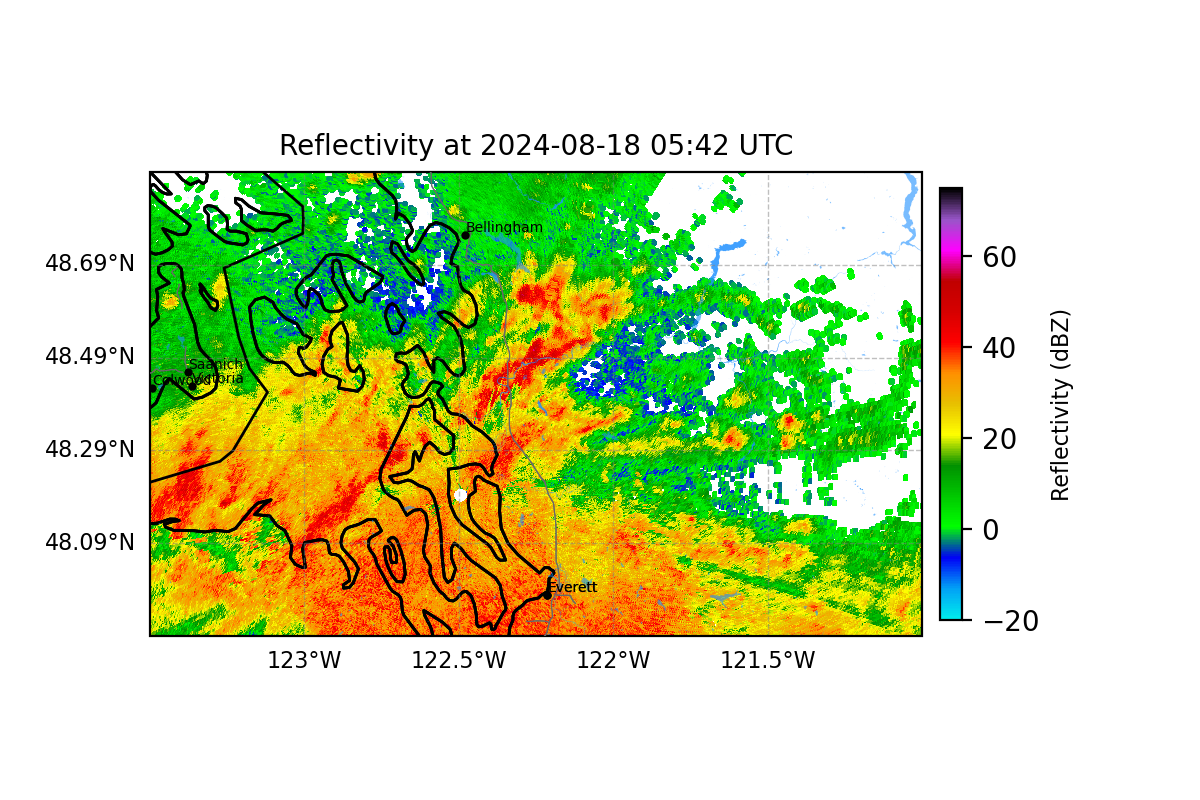 Reflectivity at 2024-08-18 05:42 UTC
Bellingham
48.69°N
60
Saanich
48.49°N
40
Colwood
Victoria
Reflectivity (dBZ)
48.29°N
20
48.09°N
0
Everett
−20
123°W
122.5°W
122°W
121.5°W